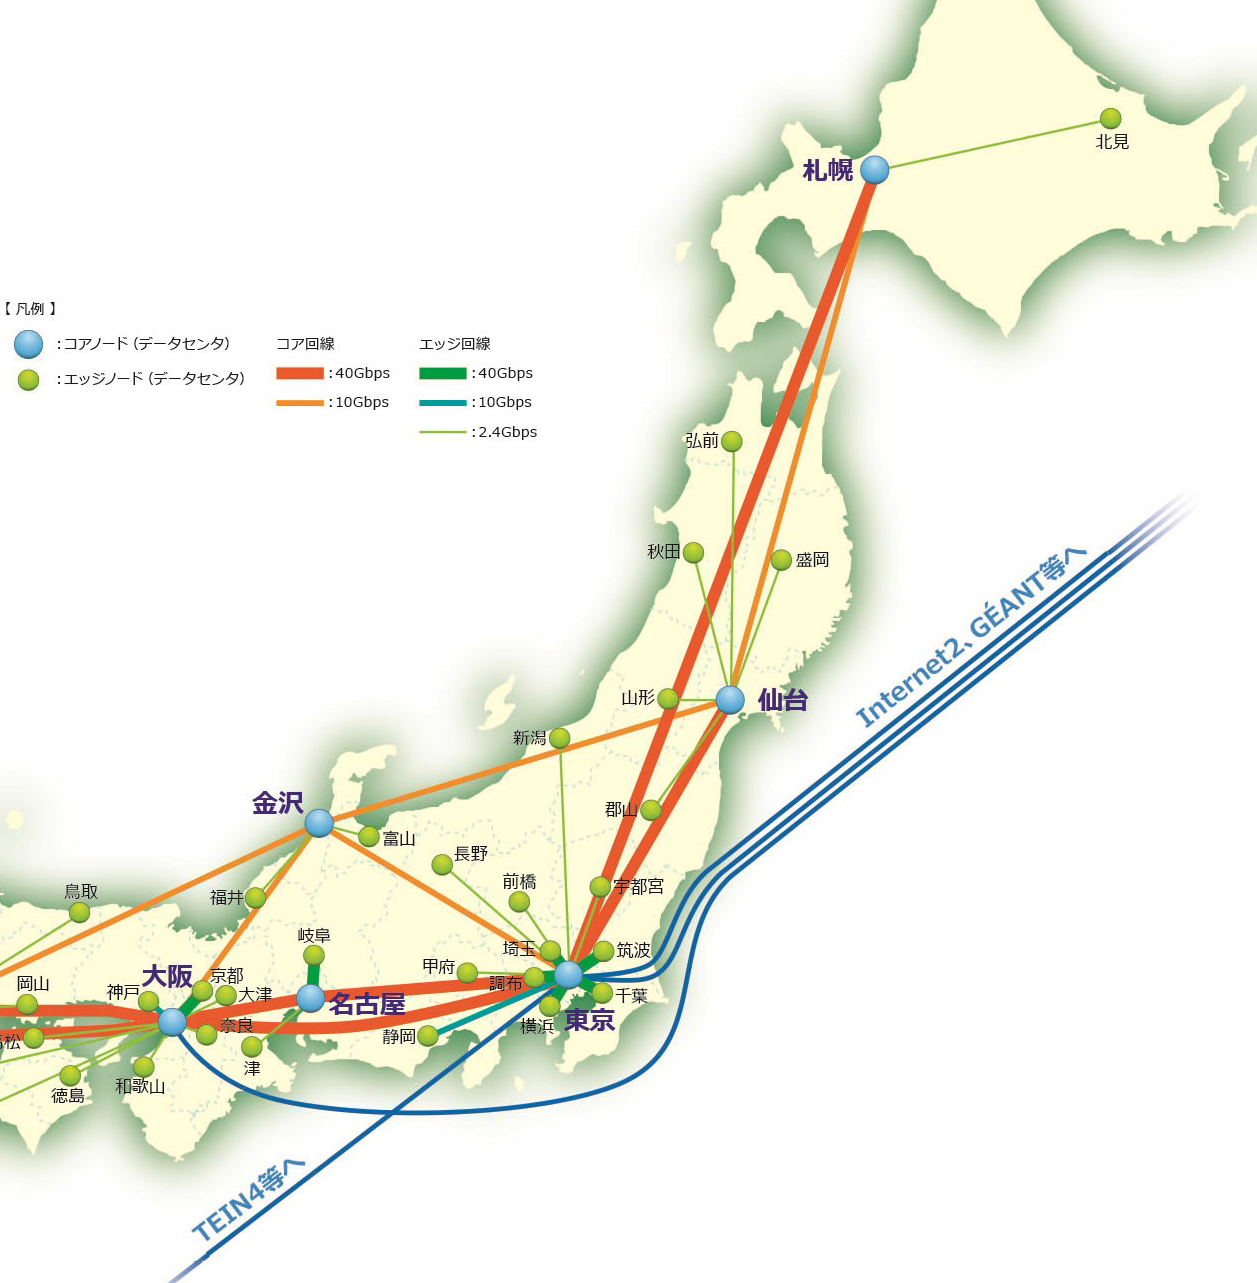 北見
札幌
【 凡例 】
：コアノード（データセンタ）
：エッジノード（データセンタ）
コア回線
：40Gbps
：10Gbps
エッジ回線
：40Gbps
：10Gbps
：2.4Gbps
弘前
秋田
盛岡
Internet2、GÉANT等へ
山形
仙台
新潟
金沢
郡山
富山
長野
前橋
宇都宮
鳥取
福井
岐阜
埼玉
筑波
甲府
調布
千葉
横浜
東京
大阪
京都
岡山
神戸
大津
名古屋
奈良
静岡
松
津
和歌山
徳島
TEIN4等へ